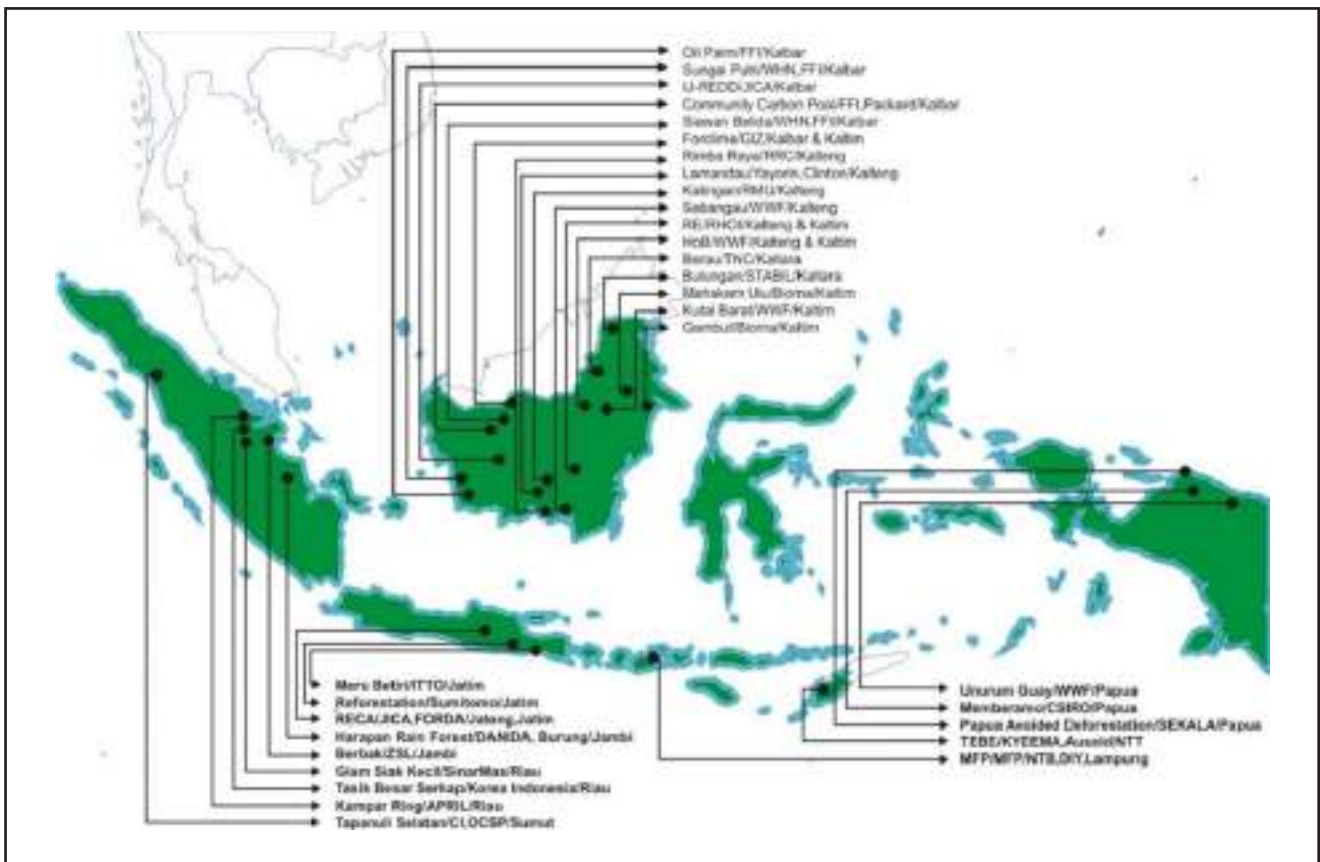 Oil Palm/FFI/Kalbar
Sungai Putri/WHN,FFI/Kalbar
IJ-REDD/JICA/Kalbar
Community Carbon Pool/FFI,Packard/Kalbar
Siawan Belida/WHN,FFI/Kalbar
Forclime/GIZ/Kalbar & Kaltim
Rimba Raya/RRC/Kalteng
Lamandau/Yayorin,Clinton/Kalteng
Katingan/RMU/Kalteng
Sebangau/WWF/Kalteng
RE/RHOI/Kalteng & Kaltim
HoB/WWF/Kalteng & Kaltim
Berau/TNC/Kaltara
Bulungan/STABIL/Kaltara
Mahakam Ulu/Bioma/Kaltim
Kutai Barat/WWF/Kaltim
Gambut/Bioma/Kaltim
Meru Betiri/ITTO/Jatim
Reforestation/Sumitomo/Jatim
RECA/JICA,FORDA/Jateng,Jatim
Harapan Rain Forest/DANIDA, Burung/Jambi
Berbak/ZSL/Jambi
Giam Siak Kecil/SinarMas/Riau
Tasik Besar Serkap/Korea Indonesia/Riau
Kampar Ring/APRIL/Riau
Tapanuli Selatan/CI,OCSP/Sumut
Unurum Guay/WWF/Papua
Memberamo/CSIRO/Papua
Papua Avoided Deforestation/SEKALA/Papua
TEBE/KYEEMA,Ausaid/NTT
MFP/MFP/NTB,DIY,Lampung